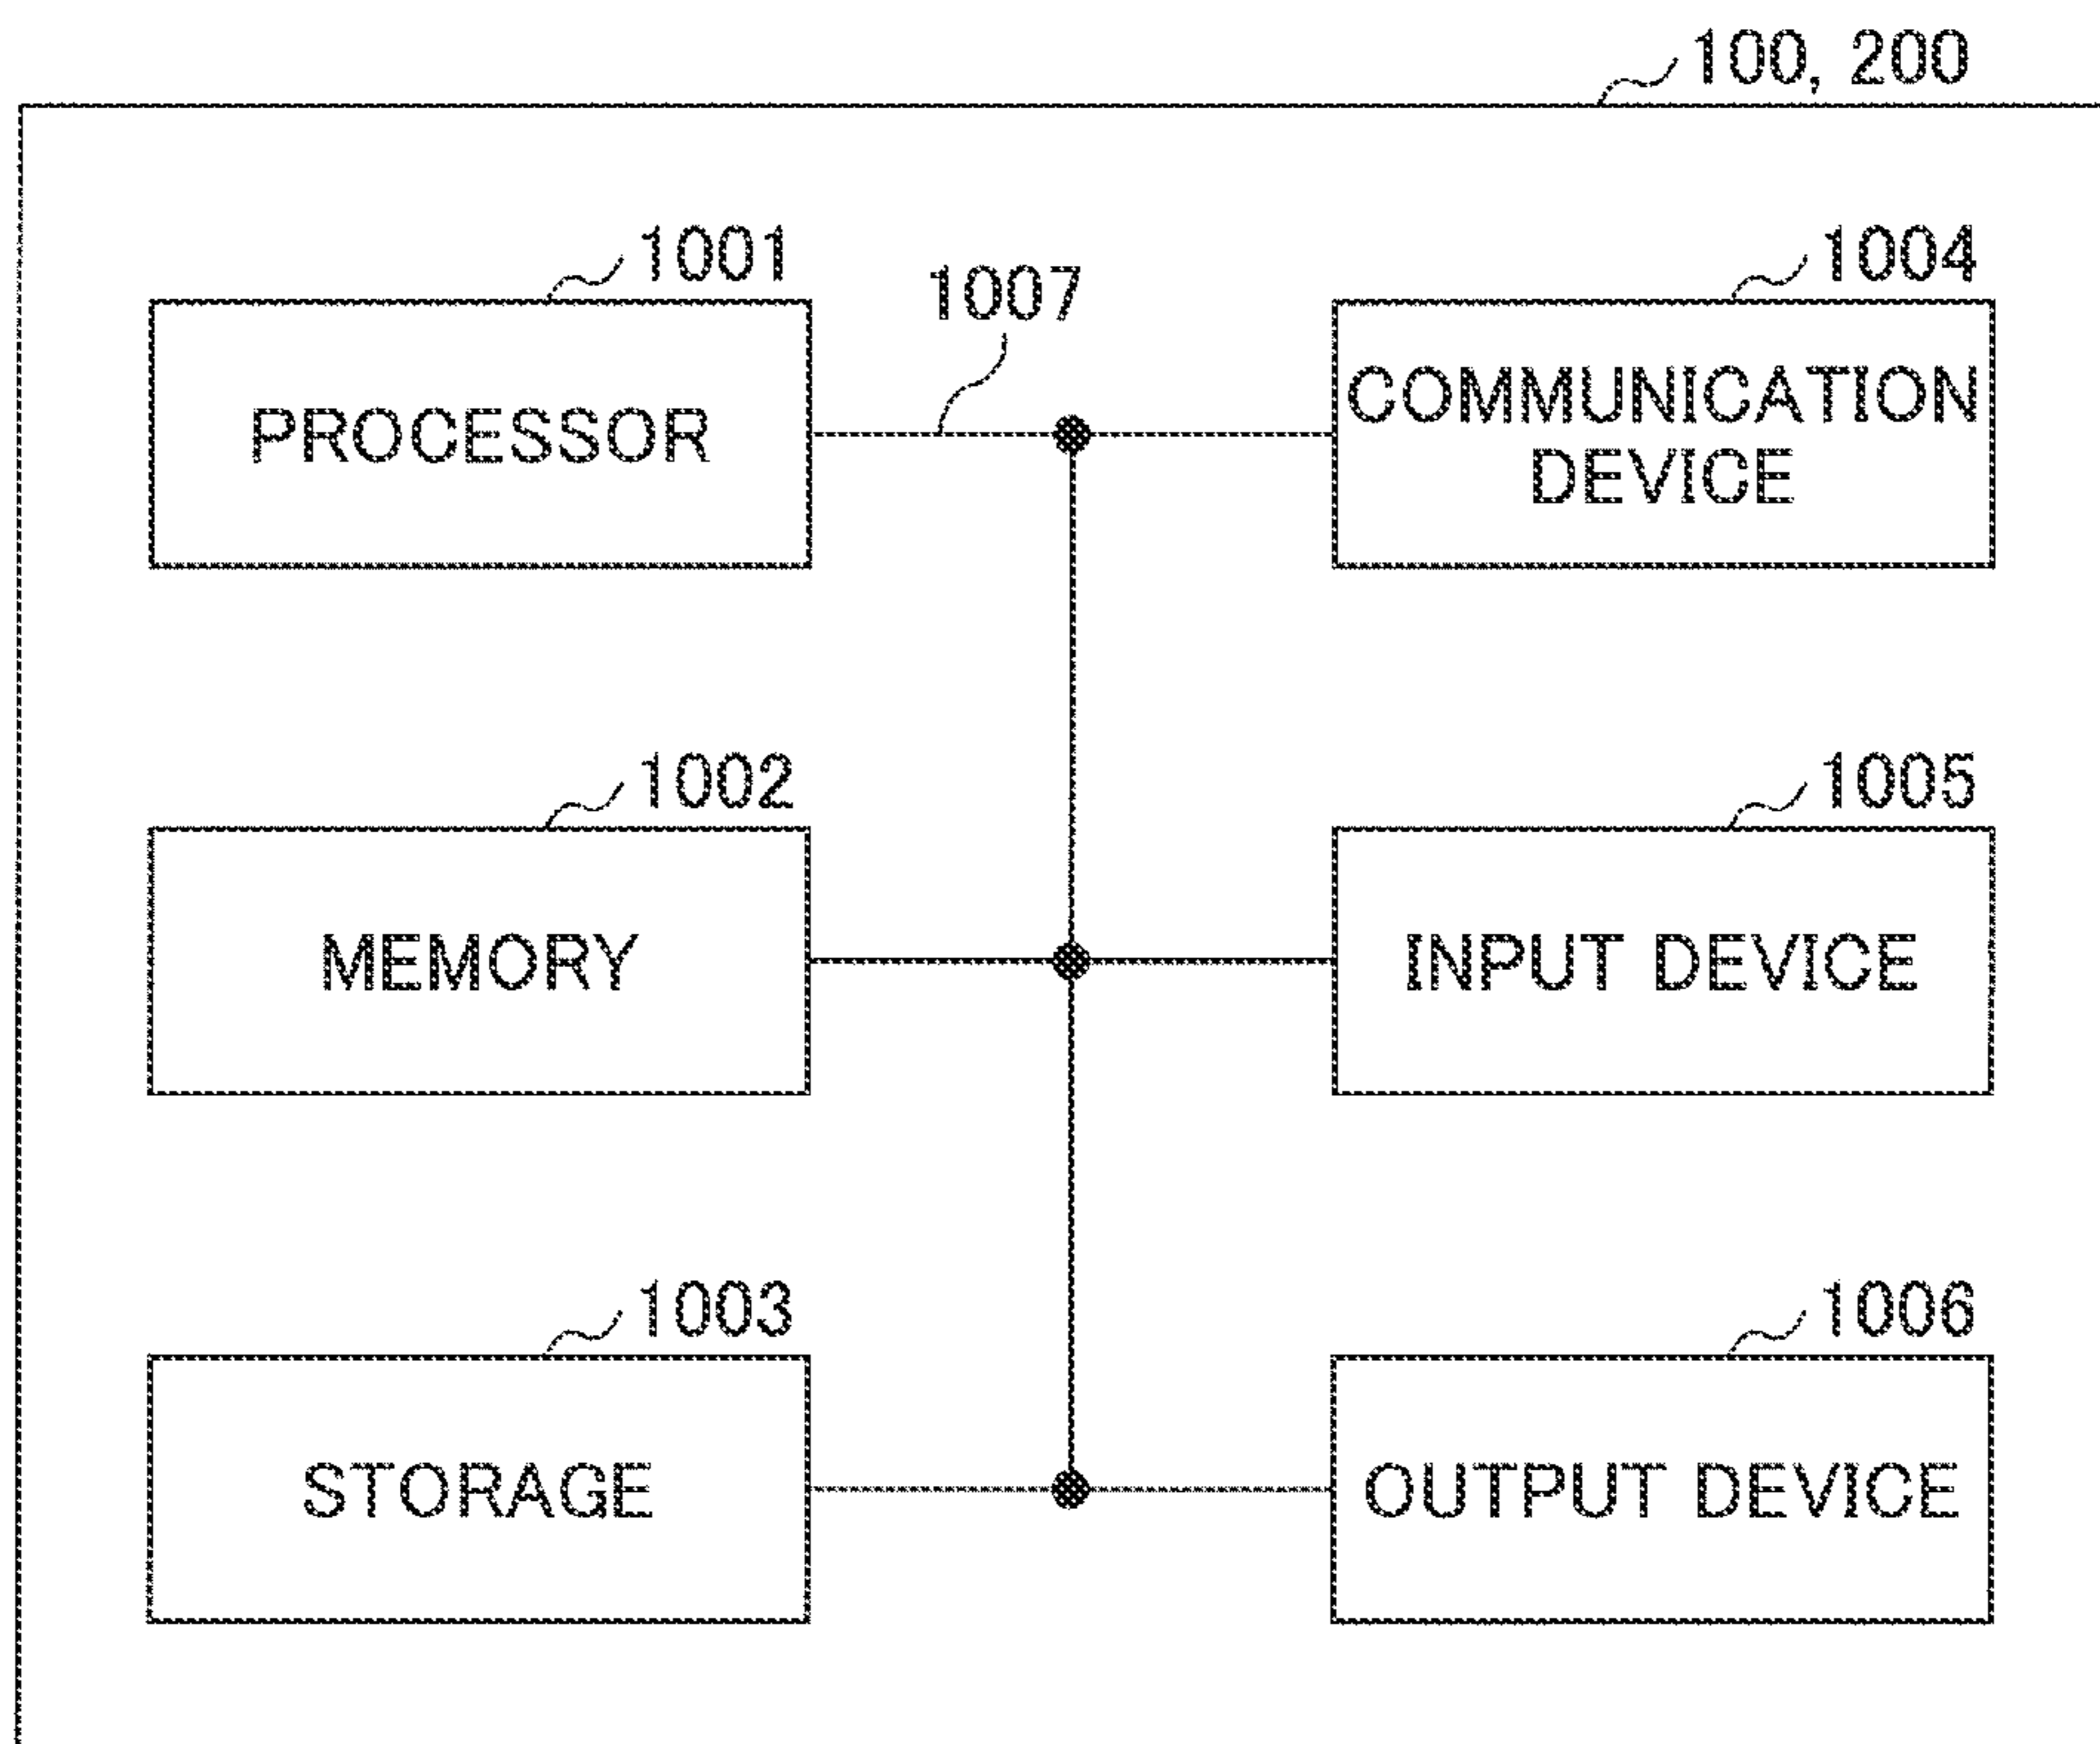 100, 200
1001
1007
1004
PROCESSOR
COMMUNICATION
DEVICE
1002
1005
MEMORY
INPUT DEVICE
1003
1006
STORAGE
OUTPUT DEVICE